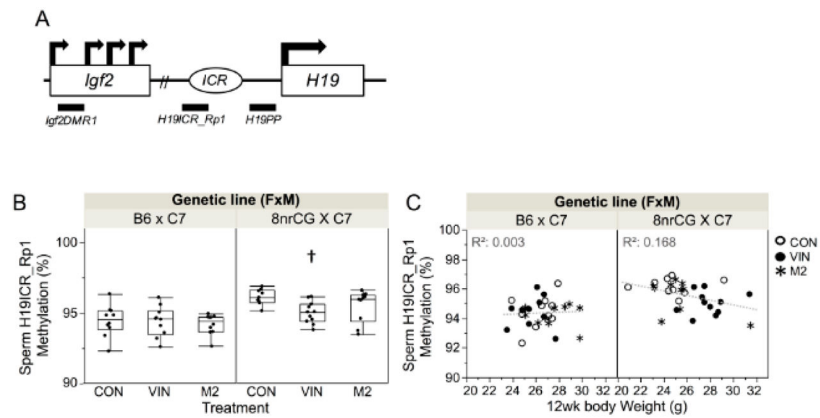 A
Igf2
//
ICR
H19
Igf2DMR1
H19ICR_Rp1
H19PP
B
Genetic line (FxM)
B6 x C7
8nrCG X C7
Sperm H19ICR_Rp1
Methylation (%)
100
95
90
†
CON
VIN
M2
CON
VIN
M2
Treatment
C
Genetic line (FxM)
B6 x C7
8nrCG X C7
Sperm H19ICR_Rp1
Methylation (%)
100
98
96
94
92
90
R²: 0.003
R²: 0.168
CON
VIN
M2
20 22 24 26 28 30 32
20 22 24 26 28 30 32
12wk body Weight (g)